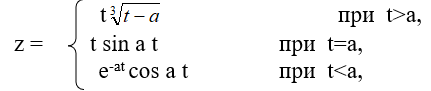 t∛t – a при t>a,
z = t sin a t при t=a,
e^-at cos a t при t<a,